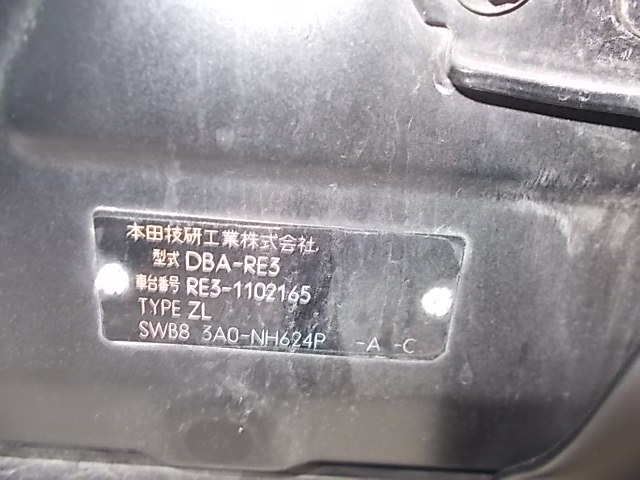 本田技研工業株式会社
型式 DBA-RE3
車台番号 RE3-1102165
TYPE ZL
SWB8 3A0-NH624P -A -C